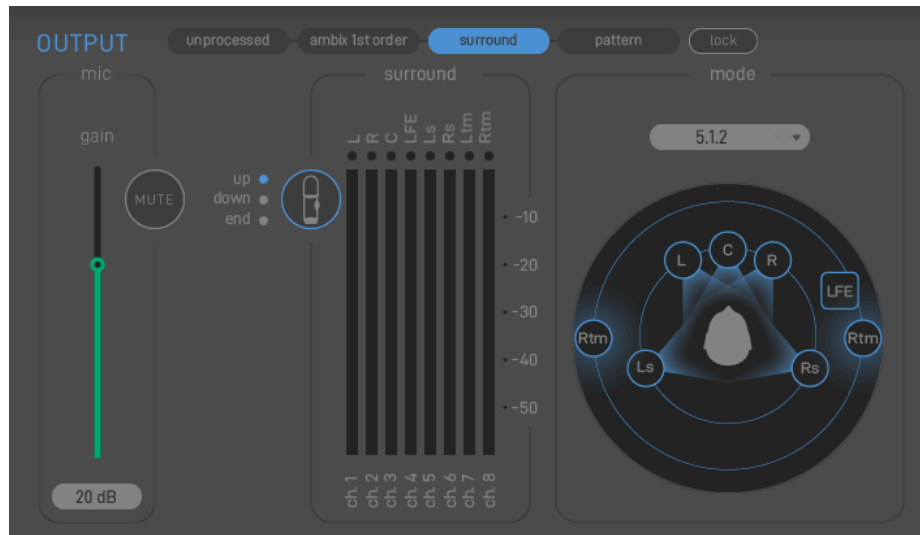 OUTPUT
unprocessed
ambix 1st order
surround
pattern
lock
mic
surround
mode
gain
L
R
C
LFE
Ls
Rs
Ltm
Rtm
5.1.2
MUTE
up
down
end
-10
-20
-30
-40
-50
L
C
R
LFE
Rtm
Rtm
Ls
Rs
20 dB
ch. 1
ch. 2
ch. 3
ch. 4
ch. 5
ch. 6
ch. 7
ch. 8